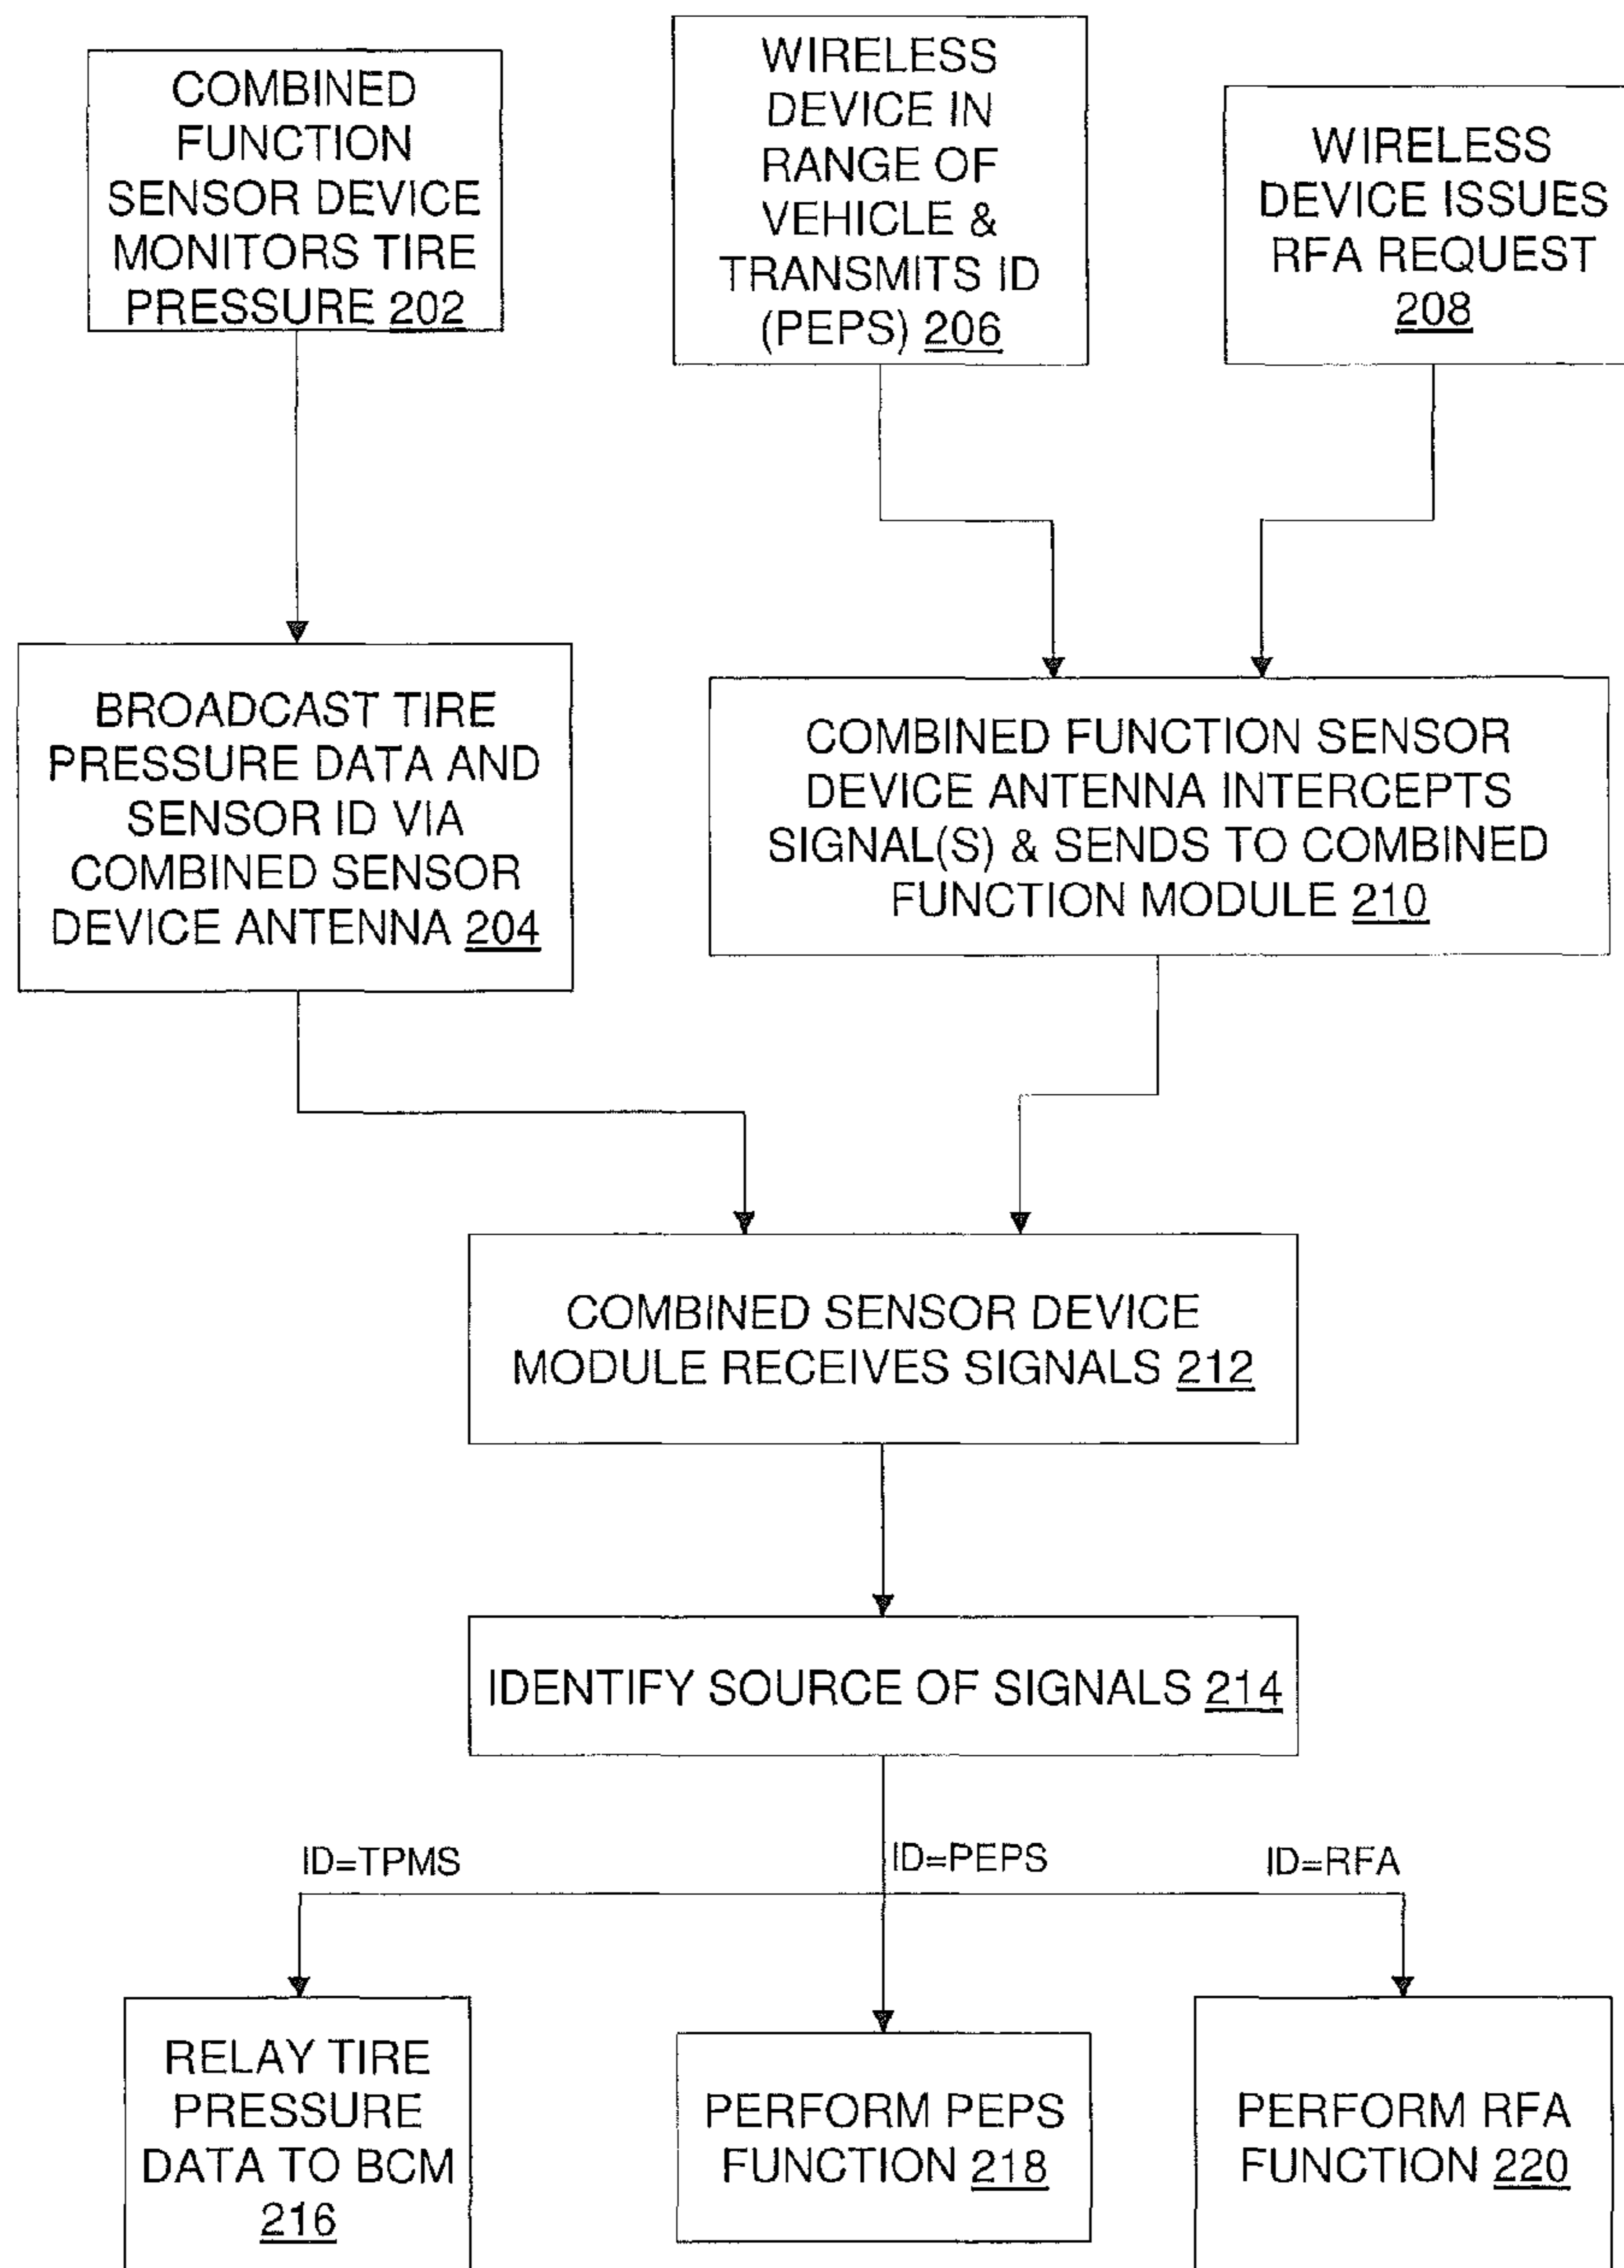 COMBINED
FUNCTION
SENSOR DEVICE
MONITORS TIRE
PRESSURE 202
WIRELESS
DEVICE IN
RANGE OF
VEHICLE &
TRANSMITS ID
(PEPS) 206
WIRELESS
DEVICE ISSUES
RFA REQUEST
208
BROADCAST TIRE
PRESSURE DATA AND
SENSOR ID VIA
COMBINED SENSOR
DEVICE ANTENNA 204
COMBINED FUNCTION SENSOR
DEVICE ANTENNA INTERCEPTS
SIGNAL(S) & SENDS TO COMBINED
FUNCTION MODULE 210
COMBINED SENSOR DEVICE
MODULE RECEIVES SIGNALS 212
IDENTIFY SOURCE OF SIGNALS 214
ID=TPMS
ID=PEPS
ID=RFA
RELAY TIRE
PRESSURE
DATA TO BCM
216
PERFORM PEPS
FUNCTION 218
PERFORM RFA
FUNCTION 220